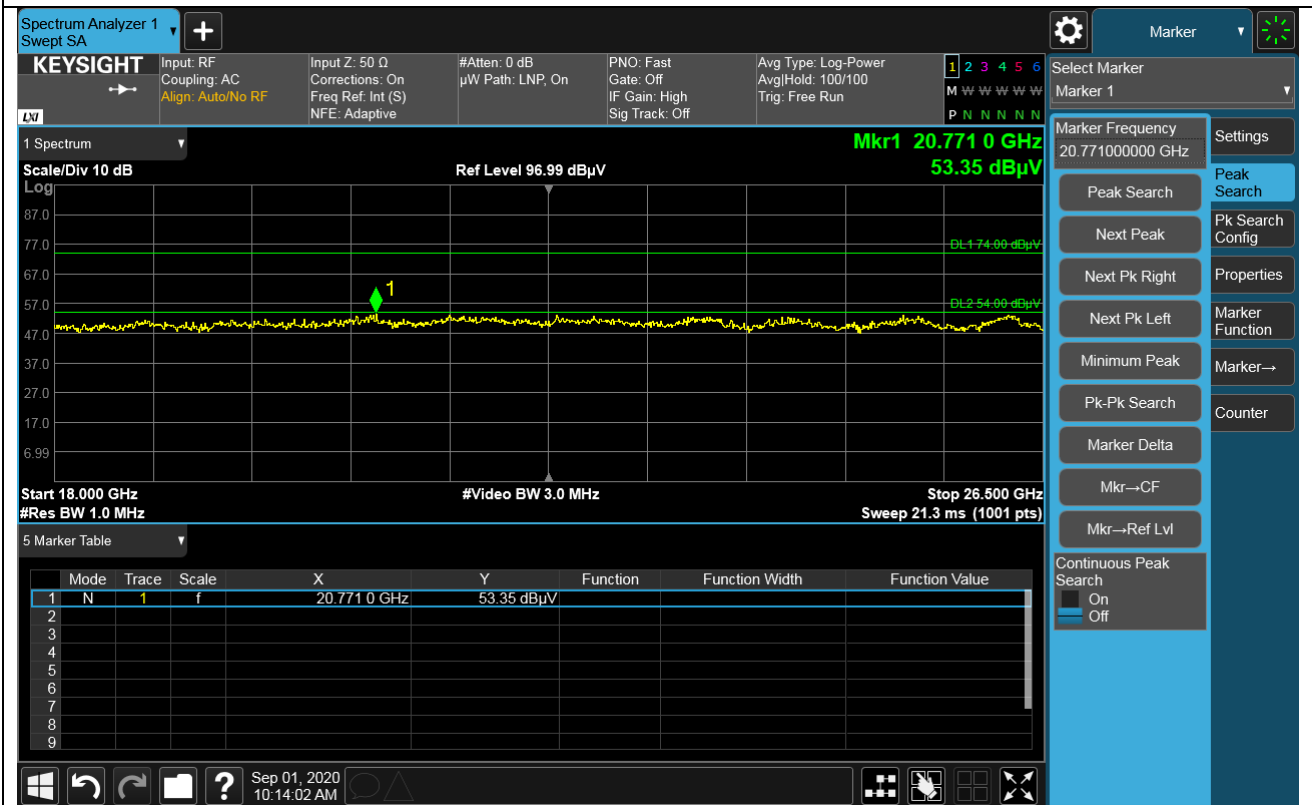 Spectrum Analyzer 1
Swept SA
Marker
KEYSIGHT
LXI
Input: RF
Coupling: AC
Align: Auto/No RF
Input Z: 50 Ω
Corrections: On
Freq Ref: Int (S)
NFE: Adaptive
#Atten: 0 dB
µW Path: LNP, On
PNO: Fast
Gate: Off
IF Gain: High
Sig Track: Off
Avg Type: Log-Power
Avg|Hold: 100/100
Trig: Free Run
1 2 3 4 5 6
M W W W W W
P N N N N N
Select Marker
Marker 1
1 Spectrum
Mkr1 20.771 0 GHz
Scale/Div 10 dB
Ref Level 96.99 dBµV
53.35 dBµV
Log
87.0
77.0
67.0
57.0
47.0
37.0
27.0
17.0
6.99
DL1 74.00 dBµV
DL2 54.00 dBµV
1
Start 18.000 GHz
#Video BW 3.0 MHz
Stop 26.500 GHz
#Res BW 1.0 MHz
Sweep 21.3 ms (1001 pts)
5 Marker Table
Mode Trace Scale X Y Function Function Width Function Value
1 N 1 f 20.771 0 GHz 53.35 dBµV
2
3
4
5
6
7
8
9
Marker Frequency
20.771000000 GHz
Peak Search
Next Peak
Next Pk Right
Next Pk Left
Minimum Peak
Pk-Pk Search
Marker Delta
Mkr→CF
Mkr→Ref Lvl
Continuous Peak
Search
On
Off
Settings
Peak
Search
Pk Search
Config
Properties
Marker
Function
Marker→
Counter
?
Sep 01, 2020
10:14:02 AM